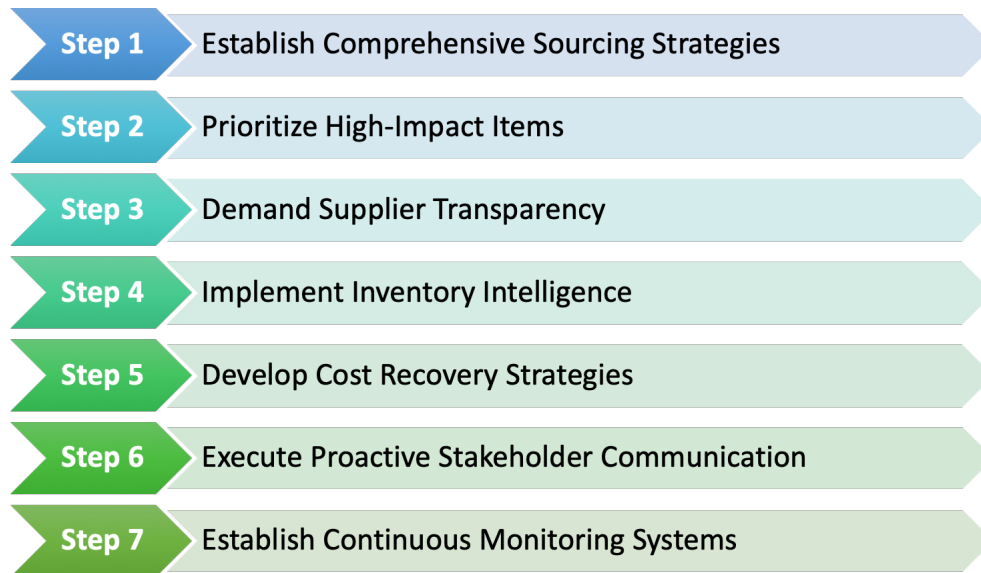 Step 1 Establish Comprehensive Sourcing Strategies
Step 2 Prioritize High-Impact Items
Step 3 Demand Supplier Transparency
Step 4 Implement Inventory Intelligence
Step 5 Develop Cost Recovery Strategies
Step 6 Execute Proactive Stakeholder Communication
Step 7 Establish Continuous Monitoring Systems